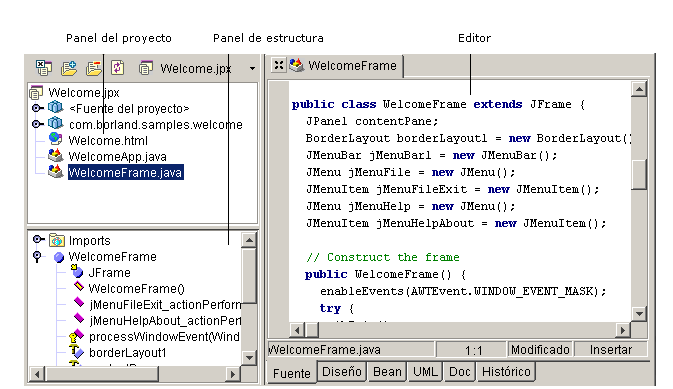 Panel del proyecto
Panel de estructura
Editor
Welcome.jpx
Welcome.jpx
<Fuente del proyecto>
com.borland.samples.welcome
Welcome.html
WelcomeApp.java
WelcomeFrame.java
Imports
WelcomeFrame
JFrame
WelcomeFrame()
jMenuFileExit_actionPerform
jMenuHelpAbout_actionPerf
processWindowEvent(Wind
borderLayout1
WelcomeFrame
public class WelcomeFrame extends JFrame {
JPanel contentPane;
BorderLayout borderLayout1 = new BorderLayout()
JMenuBar jMenuBar1 = new JMenuBar();
JMenu jMenuFile = new JMenu();
JMenuItem jMenuFileExit = new JMenuItem();
JMenu jMenuHelp = new JMenu();
JMenuItem jMenuHelpAbout = new JMenuItem();
// Construct the frame
public WelcomeFrame() {
enableEvents(AWTEvent.WINDOW_EVENT_MASK);
try {
WelcomeFrame.java
1:1
Modificado
Insertar
Fuente
Diseño
Bean
UML
Doc
Histórico